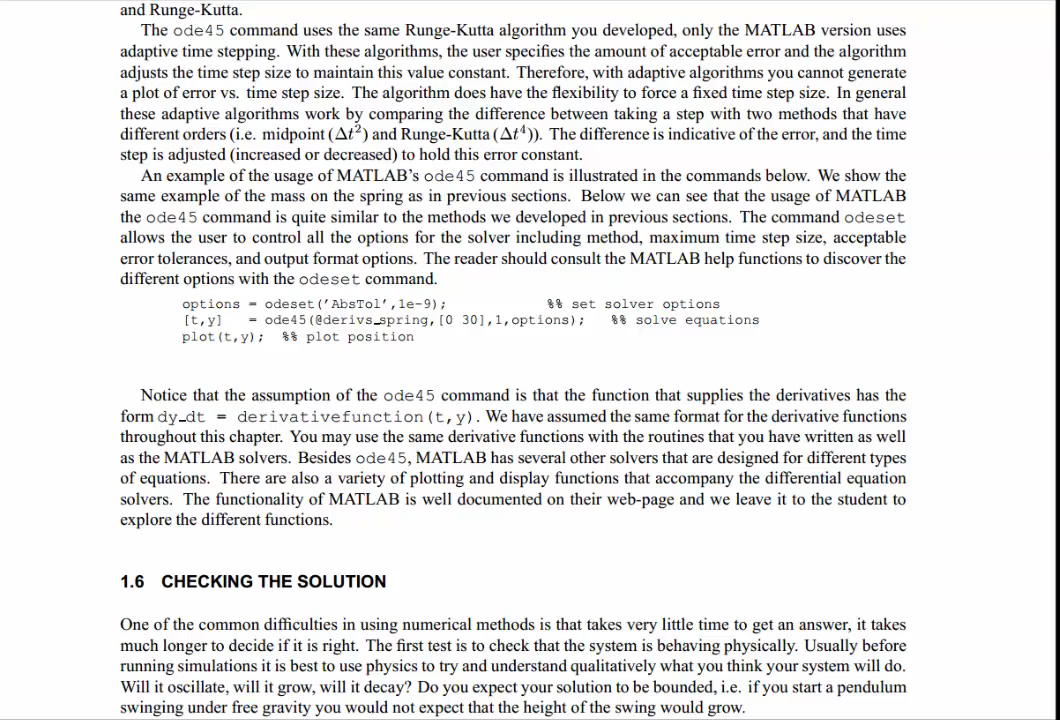 and Runge-Kutta.
The ode45 command uses the same Runge-Kutta algorithm you developed, only the MATLAB version uses
adaptive time stepping. With these algorithms, the user specifies the amount of acceptable error and the algorithm
adjusts the time step size to maintain this value constant. Therefore, with adaptive algorithms you cannot generate
a plot of error vs. time step size. The algorithm does have the flexibility to force a fixed time step size. In general
these adaptive algorithms work by comparing the difference between taking a step with two methods that have
different orders (i.e. midpoint (Δt²) and Runge-Kutta (Δt⁴)). The difference is indicative of the error, and the time
step is adjusted (increased or decreased) to hold this error constant.
An example of the usage of MATLAB's ode45 command is illustrated in the commands below. We show the
same example of the mass on the spring as in previous sections. Below we can see that the usage of MATLAB
the ode45 command is quite similar to the methods we developed in previous sections. The command odeset
allows the user to control all the options for the solver including method, maximum time step size, acceptable
error tolerances, and output format options. The reader should consult the MATLAB help functions to discover the
different options with the odeset command.
options = odeset('AbsTol',1e-9); %% set solver options
[t,y] = ode45(@derivs_spring,[0 30],1,options); %% solve equations
plot(t,y); %% plot position
Notice that the assumption of the ode45 command is that the function that supplies the derivatives has the
form dy_dt = derivativefunction(t,y). We have assumed the same format for the derivative functions
throughout this chapter. You may use the same derivative functions with the routines that you have written as well
as the MATLAB solvers. Besides ode45, MATLAB has several other solvers that are designed for different types
of equations. There are also a variety of plotting and display functions that accompany the differential equation
solvers. The functionality of MATLAB is well documented on their web-page and we leave it to the student to
explore the different functions.
1.6 CHECKING THE SOLUTION
One of the common difficulties in using numerical methods is that takes very little time to get an answer, it takes
much longer to decide if it is right. The first test is to check that the system is behaving physically. Usually before
running simulations it is best to use physics to try and understand qualitatively what you think your system will do.
Will it oscillate, will it grow, will it decay? Do you expect your solution to be bounded, i.e. if you start a pendulum
swinging under free gravity you would not expect that the height of the swing would grow.